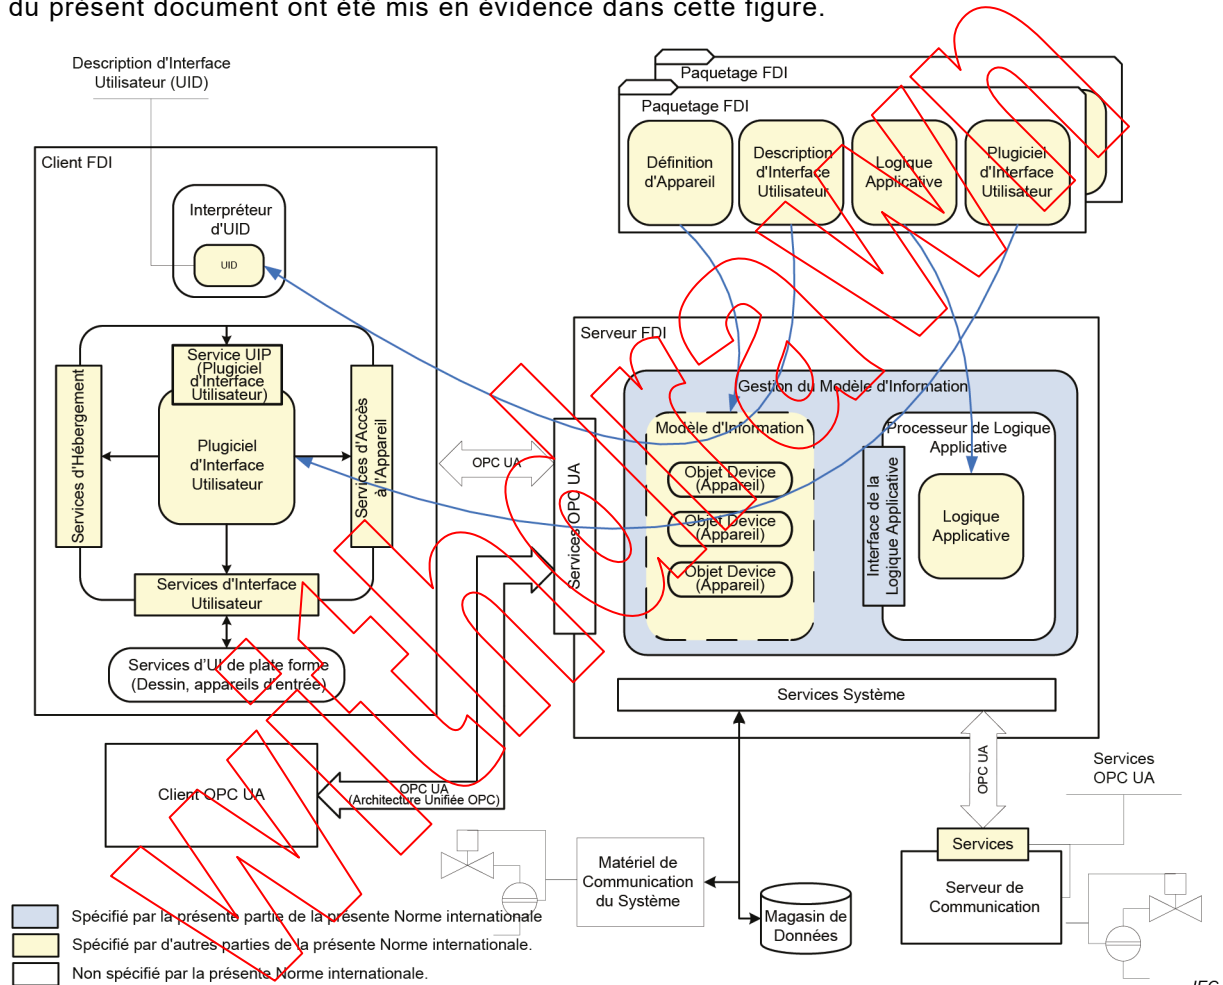 du présent document ont été mis en évidence dans cette figure.
Description d'Interface
Utilisateur (UID)
Paquetage FDI
Paquetage FDI
Définition
d'Appareil
Description
d'Interface
Utilisateur
Logique
Applicative
Plugiciel
d'Interface
Utilisateur
Client FDI
Interpréteur
d'UID
UID
Service UIP
(Plugiciel
d'Interface
Utilisateur)
Services d'Hébergement
Plugiciel
d'Interface
Utilisateur
Services d'Accès
à l'Appareil
Services d'Interface
Utilisateur
Services d'UI de plate forme
(Dessin, appareils d'entrée)
OPC UA
Services OPC UA
Serveur FDI
Gestion du Modèle d'Information
Modèle d'Information
Objet Device
(Appareil)
Objet Device
(Appareil)
Objet Device
(Appareil)
Processeur de Logique
Applicative
Interface de la
Logique Applicative
Logique
Applicative
Services Système
Client OPC UA
OPC UA
(Architecture Unifiée OPC)
OPC UA
Services
OPC UA
Services
Serveur de
Communication
Matériel de
Communication
du Système
Magasin de
Données
Spécifié par la présente partie de la présente Norme internationale
Spécifié par d'autres parties de la présente Norme internationale.
Non spécifié par la présente Norme internationale.
IEC
WITHDRAWN